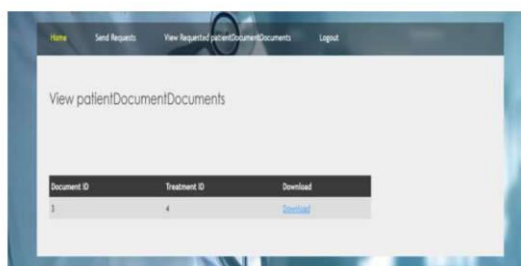 Home Send Requests View Requested patientDocumentDocuments Logout
View patientDocumentDocuments
Document ID Treatment ID Download
3 4 Download